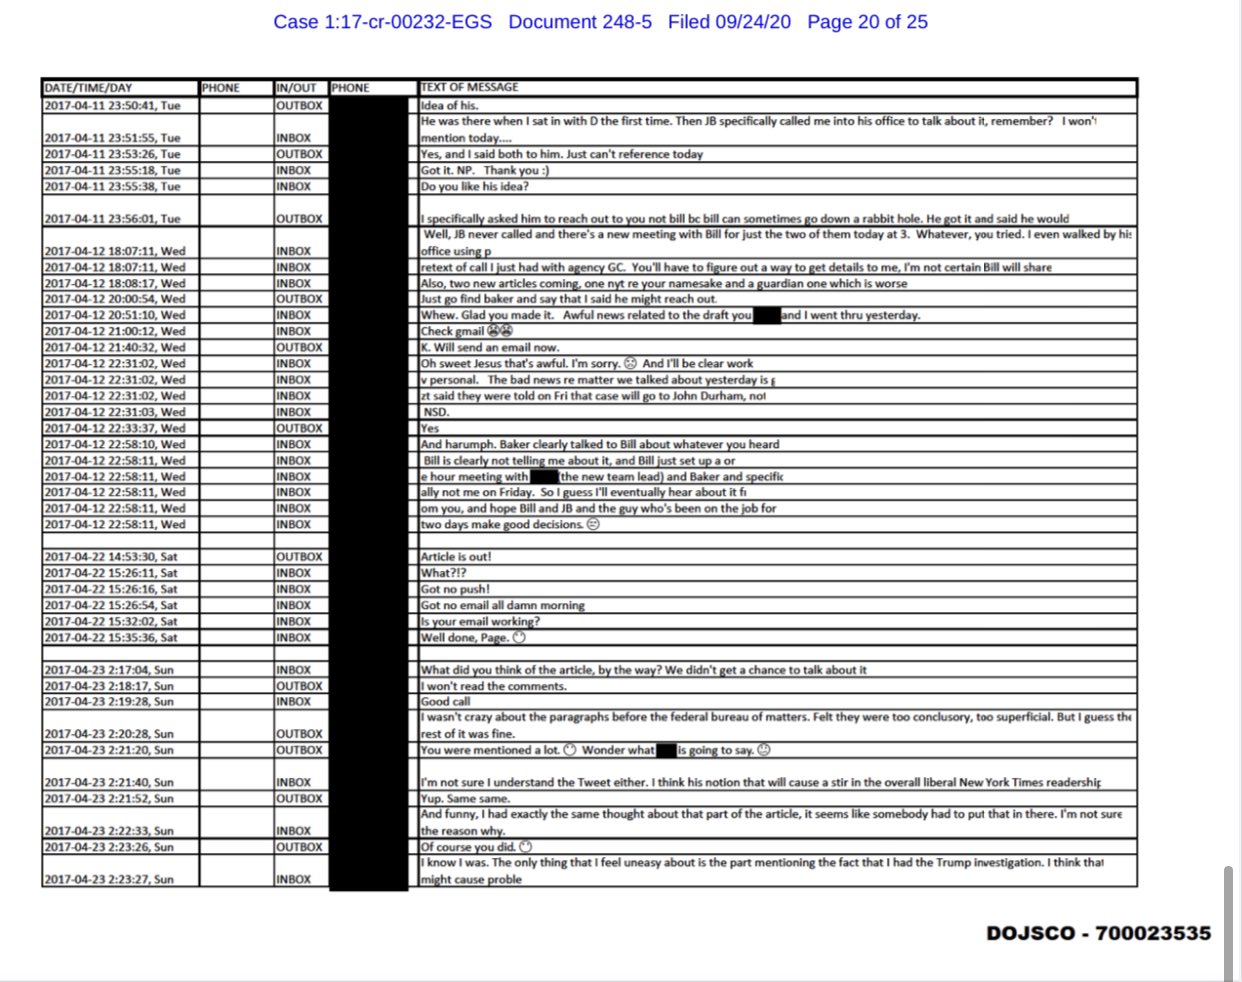 Case 1:17-cr-00232-EGS Document 248-5 Filed 09/24/20 Page 20 of 25
DATE/TIME/DAY PHONE IN/OUT PHONE TEXT OF MESSAGE
2017-04-11 23:50:41, Tue OUTBOX Idea of his.
He was there when I sat in with D the first time. Then JB specifically called me into his office to talk about it, remember? I won't
2017-04-11 23:51:55, Tue INBOX mention today....
2017-04-11 23:53:26, Tue OUTBOX Yes, and I said both to him. Just can't reference today
2017-04-11 23:55:18, Tue INBOX Got it. NP. Thank you :)
2017-04-11 23:55:38, Tue INBOX Do you like his idea?
2017-04-11 23:56:01, Tue OUTBOX I specifically asked him to reach out to you not bill bc bill can sometimes go down a rabbit hole. He got it and said he would
Well, JB never called and there's a new meeting with Bill for just the two of them today at 3. Whatever, you tried. I even walked by his
2017-04-12 18:07:11, Wed INBOX office using p
2017-04-12 18:07:11, Wed INBOX retext of call I just had with agency GC. You'll have to figure out a way to get details to me, I'm not certain Bill will share
2017-04-12 18:08:17, Wed INBOX Also, two new articles coming, one nyt re your namesake and a guardian one which is worse
2017-04-12 20:00:54, Wed OUTBOX Just go find baker and say that I said he might reach out.
2017-04-12 20:51:10, Wed INBOX Whew. Glad you made it. Awful news related to the draft you and I went thru yesterday.
2017-04-12 21:00:12, Wed INBOX Check gmail 😫😫
2017-04-12 21:40:32, Wed OUTBOX K. Will send an email now.
2017-04-12 22:31:02, Wed INBOX Oh sweet Jesus that's awful. I'm sorry. ☹ And I'll be clear work
2017-04-12 22:31:02, Wed INBOX v personal. The bad news re matter we talked about yesterday is g
2017-04-12 22:31:02, Wed INBOX zt said they were told on Fri that case will go to John Durham, not
2017-04-12 22:31:03, Wed INBOX NSD.
2017-04-12 22:33:37, Wed OUTBOX Yes
2017-04-12 22:58:10, Wed INBOX And harumph. Baker clearly talked to Bill about whatever you heard
2017-04-12 22:58:11, Wed INBOX Bill is clearly not telling me about it, and Bill just set up a or
2017-04-12 22:58:11, Wed INBOX e hour meeting with (the new team lead) and Baker and specific
2017-04-12 22:58:11, Wed INBOX ally not me on Friday. So I guess I'll eventually hear about it fi
2017-04-12 22:58:11, Wed INBOX om you, and hope Bill and JB and the guy who's been on the job for
2017-04-12 22:58:11, Wed INBOX two days make good decisions. 😒
2017-04-22 14:53:30, Sat OUTBOX Article is out!
2017-04-22 15:26:11, Sat INBOX What?!?
2017-04-22 15:26:16, Sat INBOX Got no push!
2017-04-22 15:26:54, Sat INBOX Got no email all damn morning
2017-04-22 15:32:02, Sat INBOX Is your email working?
2017-04-22 15:35:36, Sat INBOX Well done, Page.
2017-04-23 2:17:04, Sun INBOX What did you think of the article, by the way? We didn't get a chance to talk about it
2017-04-23 2:18:17, Sun OUTBOX I won't read the comments.
2017-04-23 2:19:28, Sun INBOX Good call
I wasn't crazy about the paragraphs before the federal bureau of matters. Felt they were too conclusory, too superficial. But I guess the
2017-04-23 2:20:28, Sun OUTBOX rest of it was fine.
2017-04-23 2:21:20, Sun OUTBOX You were mentioned a lot. Wonder what is going to say.
2017-04-23 2:21:40, Sun INBOX I'm not sure I understand the Tweet either. I think his notion that will cause a stir in the overall liberal New York Times readership
2017-04-23 2:21:52, Sun OUTBOX Yup. Same same.
And funny, I had exactly the same thought about that part of the article, it seems like somebody had to put that in there. I'm not sure
2017-04-23 2:22:33, Sun INBOX the reason why.
2017-04-23 2:23:26, Sun OUTBOX Of course you did.
I know I was. The only thing that I feel uneasy about is the part mentioning the fact that I had the Trump investigation. I think that
2017-04-23 2:23:27, Sun INBOX might cause proble
DOJSCO - 700023535